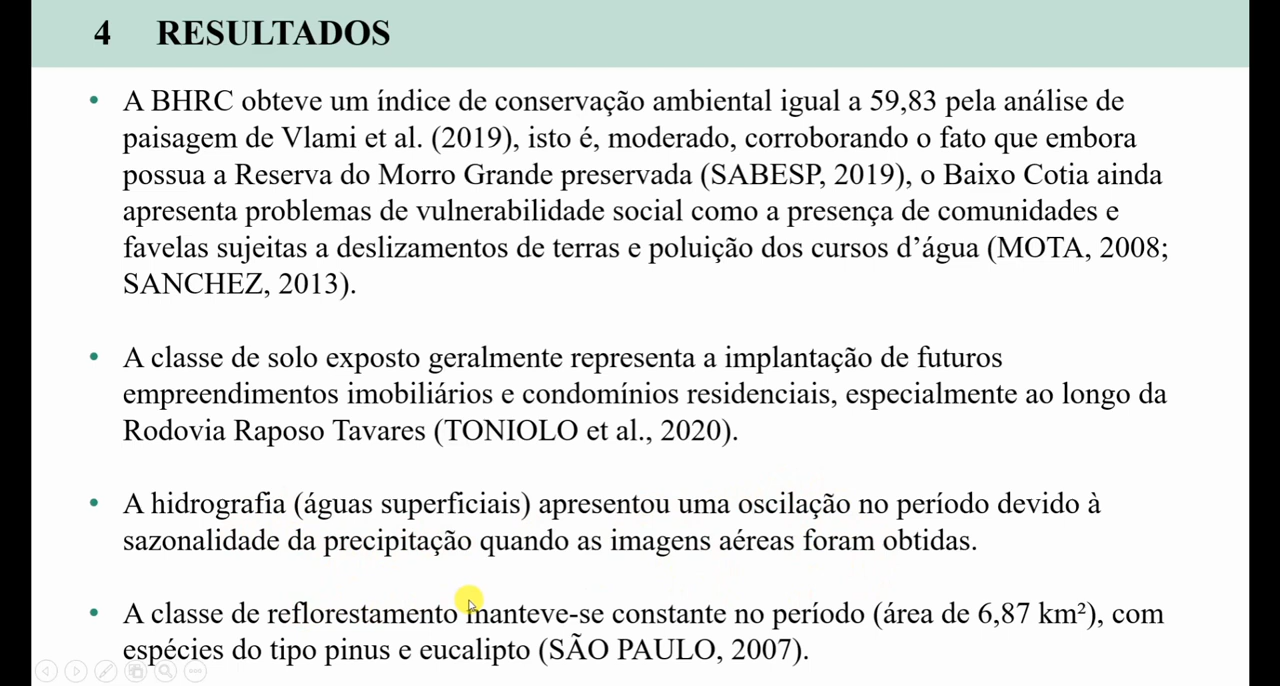 4 RESULTADOS
• A BHRC obteve um índice de conservação ambiental igual a 59,83 pela análise de
paisagem de Vlami et al. (2019), isto é, moderado, corroborando o fato que embora
possua a Reserva do Morro Grande preservada (SABESP, 2019), o Baixo Cotia ainda
apresenta problemas de vulnerabilidade social como a presença de comunidades e
favelas sujeitas a deslizamentos de terras e poluição dos cursos d’água (MOTA, 2008;
SANCHEZ, 2013).
• A classe de solo exposto geralmente representa a implantação de futuros
empreendimentos imobiliários e condomínios residenciais, especialmente ao longo da
Rodovia Raposo Tavares (TONIOLO et al., 2020).
• A hidrografia (águas superficiais) apresentou uma oscilação no período devido à
sazonalidade da precipitação quando as imagens aéreas foram obtidas.
• A classe de reflorestamento manteve-se constante no período (área de 6,87 km²), com
espécies do tipo pinus e eucalipto (SÃO PAULO, 2007).